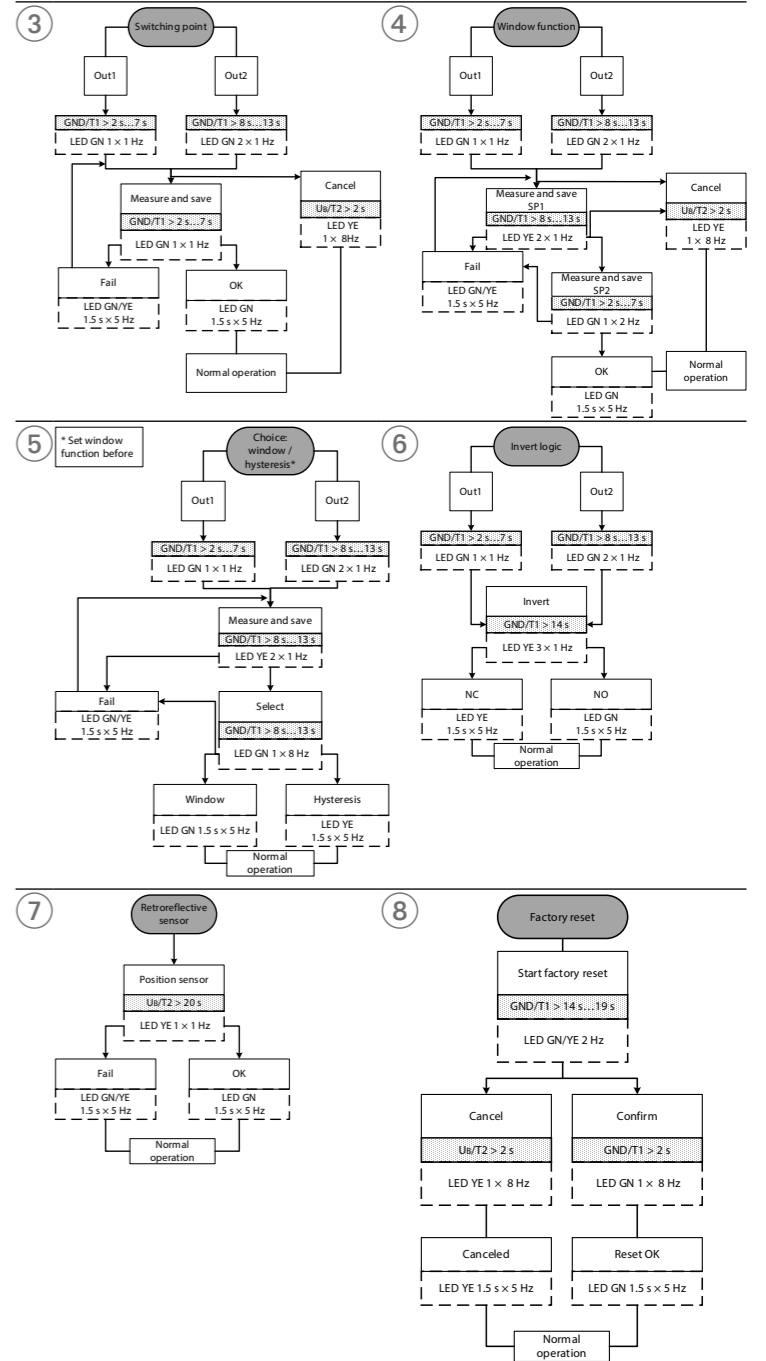 3
Switching point
Out1
Out2
GND/T1 > 2 s...7 s
GND/T1 > 8 s...13 s
LED GN 1 × 1 Hz
LED GN 2 × 1 Hz
Cancel
UB/T2 > 2 s
LED YE
1 × 8Hz
Measure and save
GND/T1 > 2 s...7 s
LED GN 1 × 1 Hz
Fail
LED GN/YE
1.5 s × 5 Hz
OK
LED GN
1.5 s × 5 Hz
Normal operation
4
Window function
Out1
Out2
GND/T1 > 2 s...7 s
GND/T1 > 8 s...13 s
LED GN 1 × 1 Hz
LED GN 2 × 1 Hz
Cancel
UB/T2 > 2 s
LED YE
1 × 8 Hz
Measure and save
SP1
GND/T1 > 8 s...13 s
LED YE 2 × 1 Hz
Fail
LED GN/YE
1.5 s × 5 Hz
Measure and save
SP2
GND/T1 > 2 s...7 s
LED GN 1 × 2 Hz
OK
LED GN
1.5 s × 5 Hz
Normal
operation
5
* Set window
function before
Choice:
window /
hysteresis*
Out1
Out2
GND/T1 > 2 s...7 s
GND/T1 > 8 s...13 s
LED GN 1 × 1 Hz
LED GN 2 × 1 Hz
Measure and save
GND/T1 > 8 s...13 s
LED YE 2 × 1 Hz
Fail
LED GN/YE
1.5 s × 5 Hz
Select
GND/T1 > 8 s...13 s
LED GN 1 × 8 Hz
Window
LED GN 1.5 s × 5 Hz
Hysteresis
LED YE
1.5 s × 5 Hz
Normal
operation
6
Invert logic
Out1
Out2
GND/T1 > 2 s...7 s
GND/T1 > 8 s...13 s
LED GN 1 × 1 Hz
LED GN 2 × 1 Hz
Invert
GND/T1 > 14 s
LED YE 3 × 1 Hz
NC
LED YE
1.5 s × 5 Hz
NO
LED GN
1.5 s × 5 Hz
Normal
operation
7
Retroreflective
sensor
Position sensor
UB/T2 > 20 s
LED YE 1 × 1 Hz
Fail
LED GN/YE
1.5 s × 5 Hz
OK
LED GN
1.5 s × 5 Hz
Normal
operation
8
Factory reset
Start factory reset
GND/T1 > 14 s...19 s
LED GN/YE 2 Hz
Cancel
UB/T2 > 2 s
LED YE 1 × 8 Hz
Confirm
GND/T1 > 2 s
LED GN 1 × 8 Hz
Canceled
LED YE 1.5 s × 5 Hz
Reset OK
LED GN 1.5 s × 5 Hz
Normal
operation